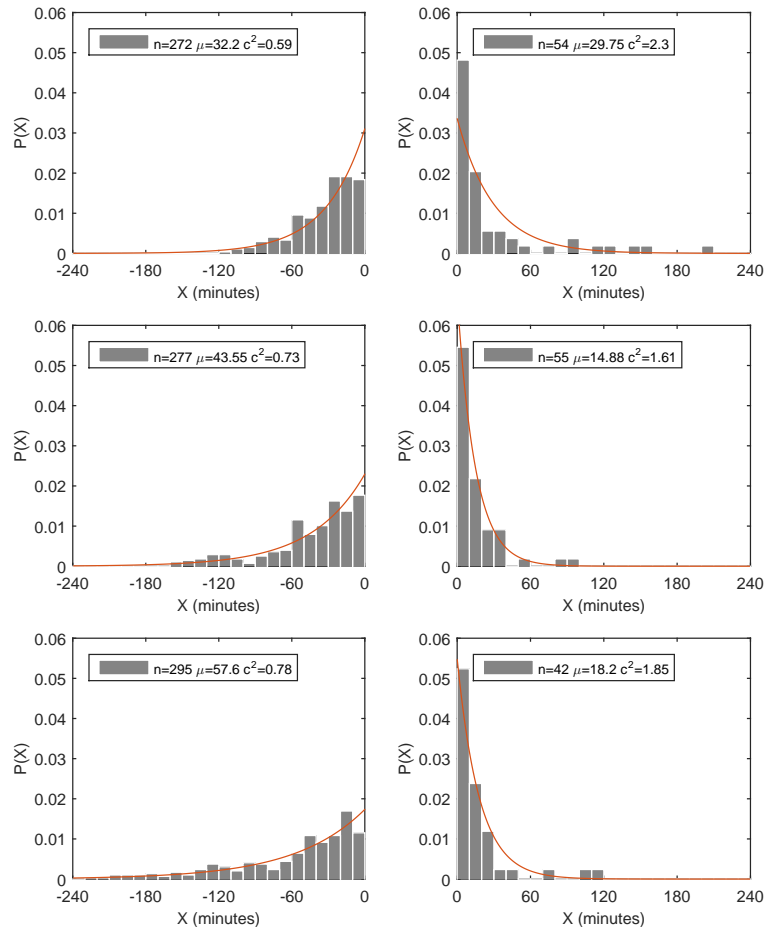 0.06
0.05
0.04
0.03
0.02
0.01
0
P(X)
n=272 μ=32.2 c²=0.59
-240 -180 -120 -60 0
X (minutes)
0.06
0.05
0.04
0.03
0.02
0.01
0
P(X)
n=54 μ=29.75 c²=2.3
0 60 120 180 240
X (minutes)
0.06
0.05
0.04
0.03
0.02
0.01
0
P(X)
n=277 μ=43.55 c²=0.73
-240 -180 -120 -60 0
X (minutes)
0.06
0.05
0.04
0.03
0.02
0.01
0
P(X)
n=55 μ=14.88 c²=1.61
0 60 120 180 240
X (minutes)
0.06
0.05
0.04
0.03
0.02
0.01
0
P(X)
n=295 μ=57.6 c²=0.78
-240 -180 -120 -60 0
X (minutes)
0.06
0.05
0.04
0.03
0.02
0.01
0
P(X)
n=42 μ=18.2 c²=1.85
0 60 120 180 240
X (minutes)